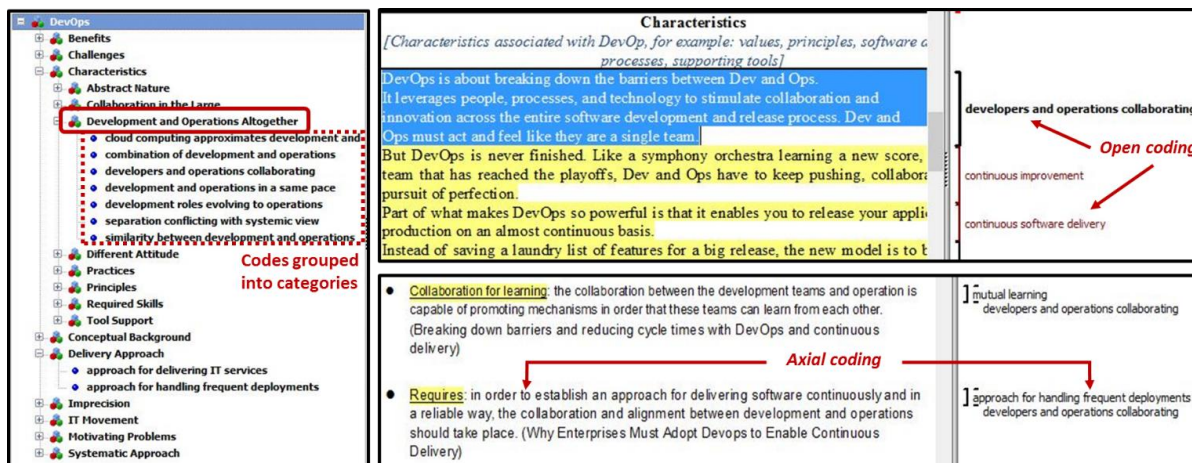 DevOps
Benefits
Challenges
Characteristics
Abstract Nature
Collaboration in the Large
Development and Operations Altogether
cloud computing approximates development and
combination of development and operations
developers and operations collaborating
development and operations in a same pace
development roles evolving to operations
separation conflicting with systemic view
similarity between development and operations
Different Attitude
Codes grouped
into categories
Practices
Principles
Required Skills
Tool Support
Conceptual Background
Delivery Approach
approach for delivering IT services
approach for handling frequent deployments
Imprecision
IT Movement
Motivating Problems
Systematic Approach
Characteristics
[Characteristics associated with DevOp, for example: values, principles, software
processes, supporting tools]
DevOps is about breaking down the barriers between Dev and Ops.
It leverages people, processes, and technology to stimulate collaboration and
innovation across the entire software development and release process. Dev and
Ops must act and feel like they are a single team.
But DevOps is never finished. Like a symphony orchestra learning a new score,
team that has reached the playoffs, Dev and Ops have to keep pushing, collabora
pursuit of perfection.
Part of what makes DevOps so powerful is that it enables you to release your appli
production on an almost continuous basis.
Instead of saving a laundry list of features for a big release, the new model is to b
developers and operations collaborating
Open coding
continuous improvement
continuous software delivery
Collaboration for learning: the collaboration between the development teams and operation is
capable of promoting mechanisms in order that these teams can learn from each other.
(Breaking down barriers and reducing cycle times with DevOps and continuous
delivery)
mutual learning
developers and operations collaborating
Axial coding
Requires: in order to establish an approach for delivering software continuously and in
a reliable way, the collaboration and alignment between development and operations
should take place. (Why Enterprises Must Adopt Devops to Enable Continuous
Delivery)
approach for handling frequent deployments
developers and operations collaborating